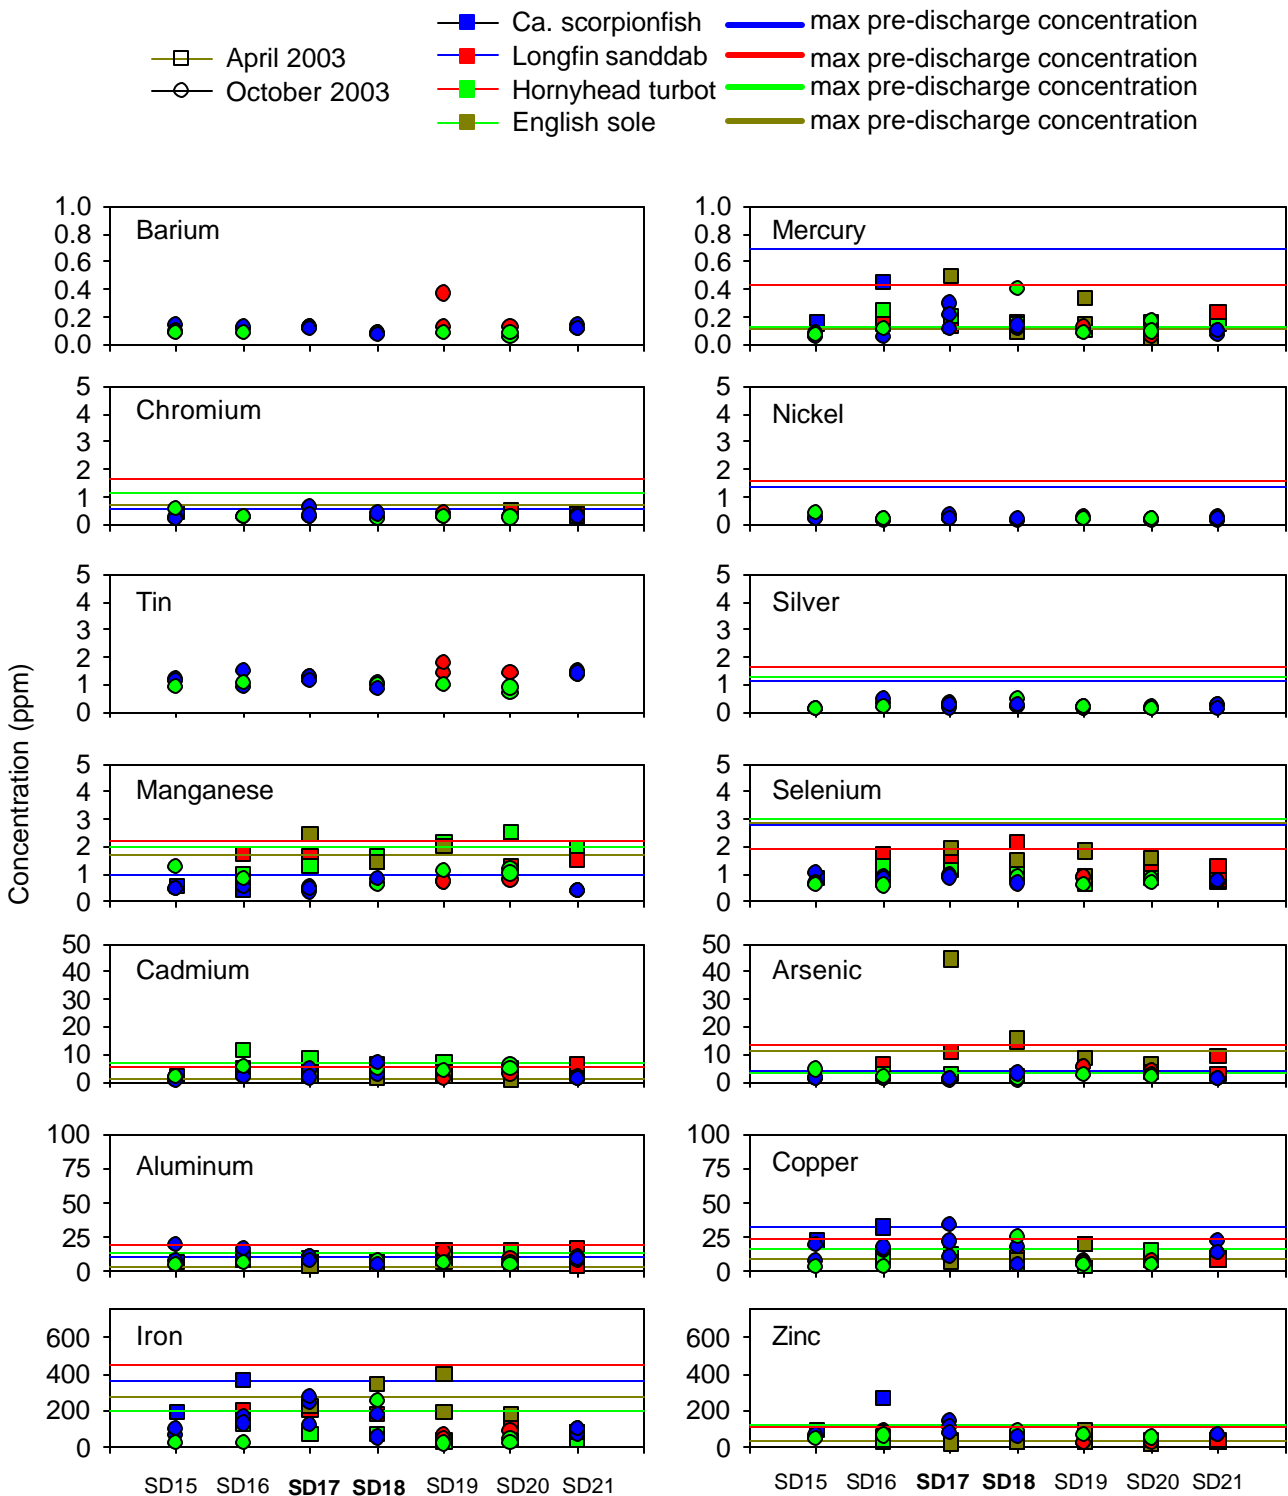 April 2003
October 2003
Ca. scorpionfish
Longfin sanddab
Hornyhead turbot
English sole
max pre-discharge concentration
max pre-discharge concentration
max pre-discharge concentration
max pre-discharge concentration
Concentration (ppm)
Barium
1.0
0.8
0.6
0.4
0.2
0.0
Mercury
1.0
0.8
0.6
0.4
0.2
0.0
Chromium
5
4
3
2
1
0
Nickel
5
4
3
2
1
0
Tin
5
4
3
2
1
0
Silver
5
4
3
2
1
0
Manganese
5
4
3
2
1
0
Selenium
5
4
3
2
1
0
Cadmium
50
40
30
20
10
0
Arsenic
50
40
30
20
10
0
Aluminum
100
75
50
25
0
Copper
100
75
50
25
0
Iron
600
400
200
0
Zinc
600
400
200
0
SD15 SD16 SD17 SD18 SD19 SD20 SD21
SD15 SD16 SD17 SD18 SD19 SD20 SD21